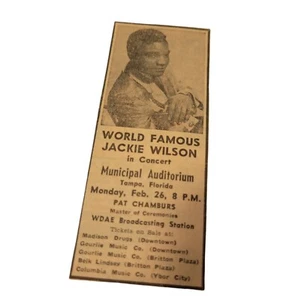 WORLD FAMOUS
JACKIE WILSON
in Concert
Municipal Auditorium
Tampa, Florida
Monday, Feb. 26, 8 P.M.
PAT CHAMBURS
Master of Ceremonies
WDAE Broadcasting Station
Tickets on Sale at:
Madison Drugs (Downtown)
Gourlie Music Co. (Downtown)
Gourlie Music Co. (Britton Plaza)
Belk Lindsey (Britton Plaza)
Columbia Music Co. (Ybor City)